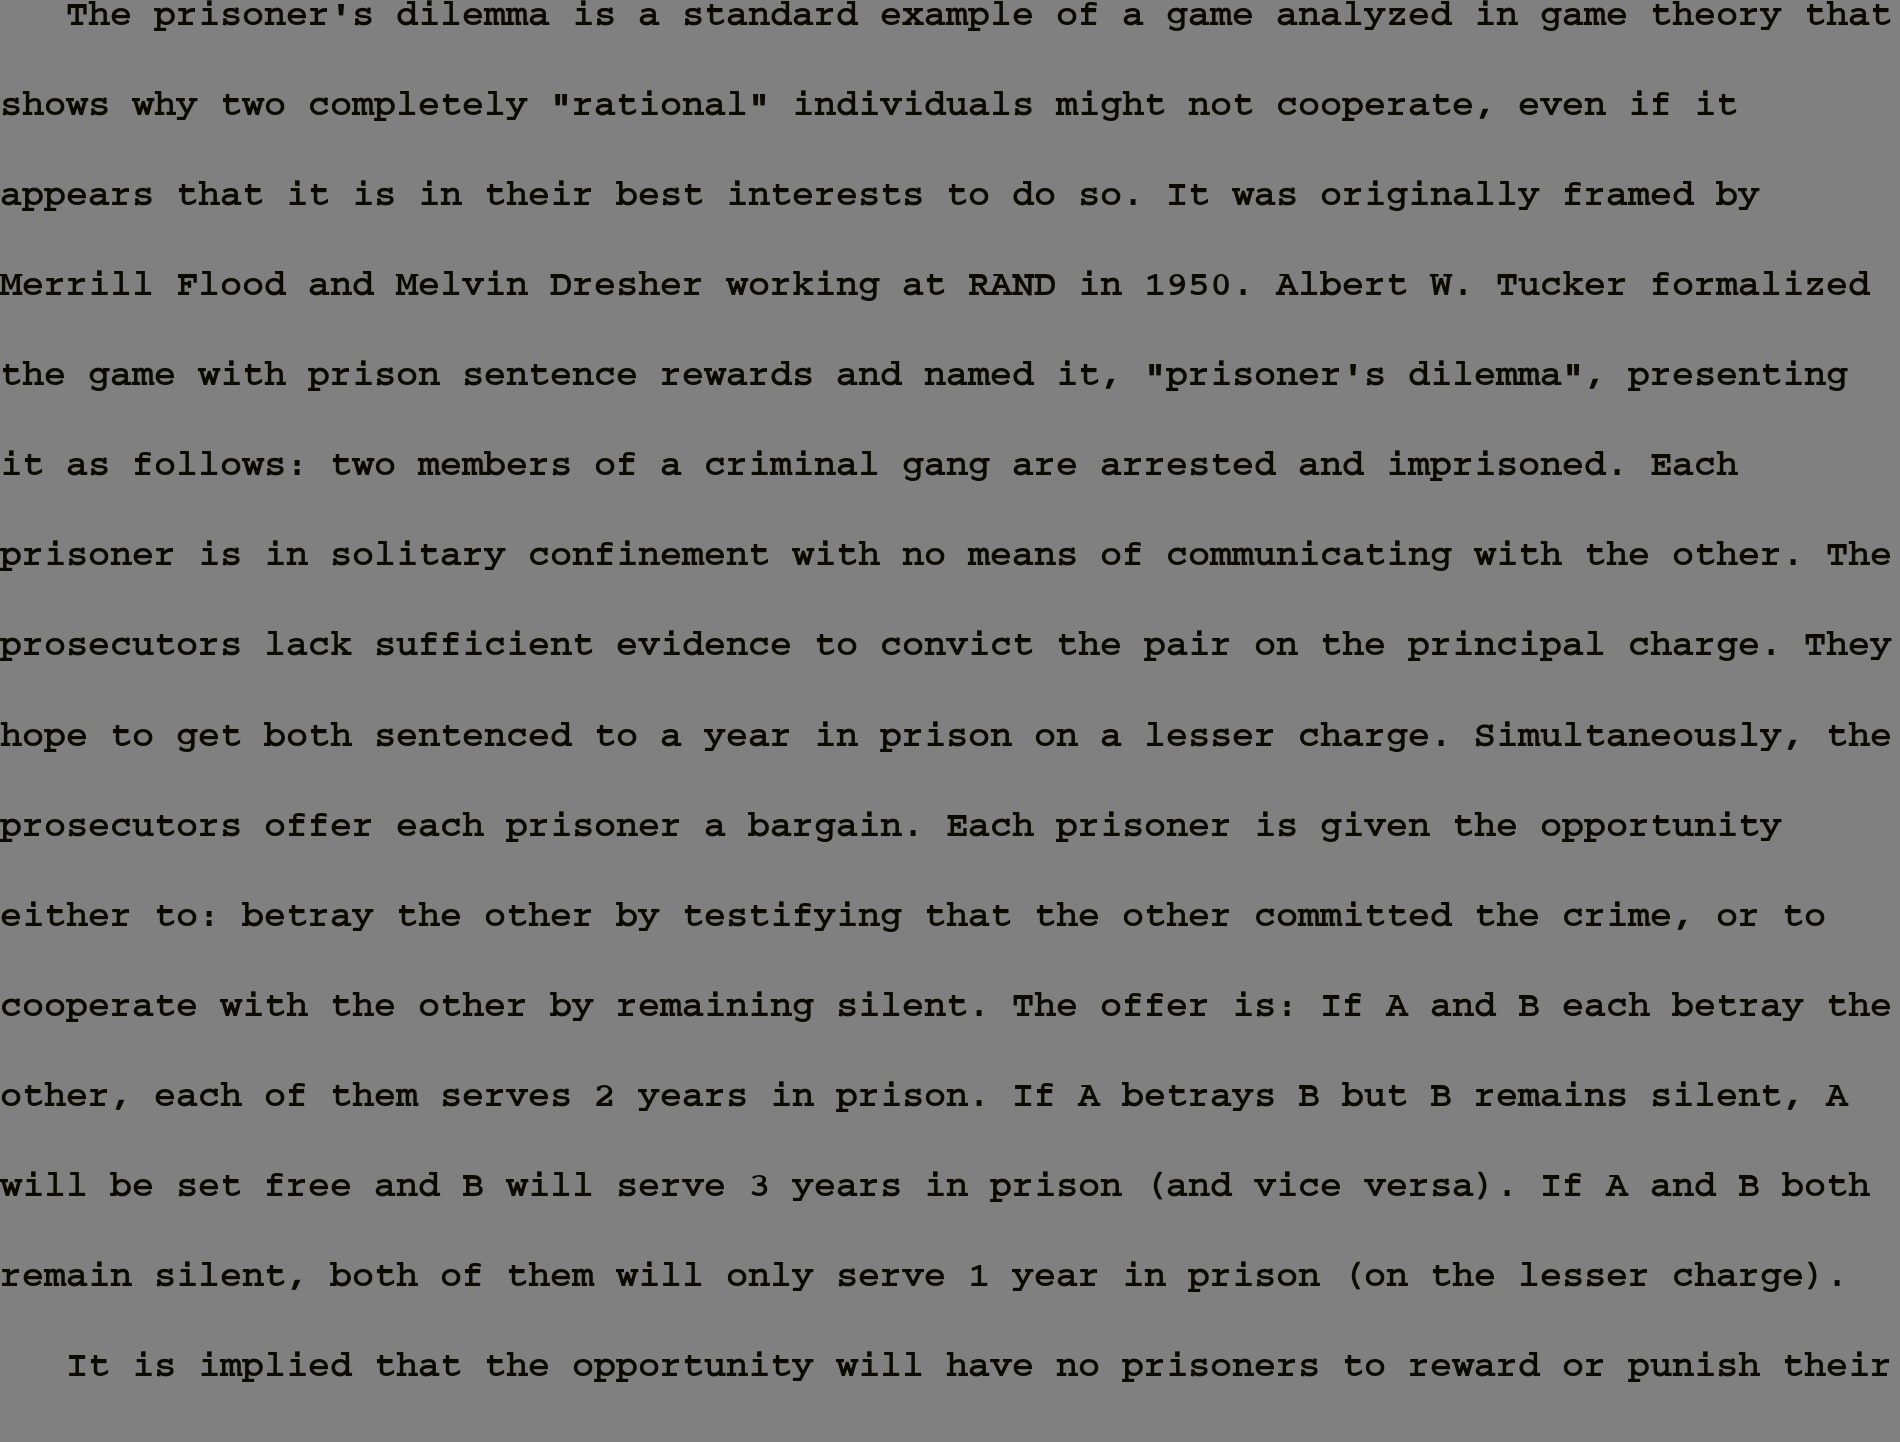 The prisoner's dilemma is a standard example of a game analyzed in game theory that
shows why two completely "rational" individuals might not cooperate, even if it
appears that it is in their best interests to do so. It was originally framed by
Merrill Flood and Melvin Dresher working at RAND in 1950. Albert W. Tucker formalized
the game with prison sentence rewards and named it, "prisoner's dilemma", presenting
it as follows: two members of a criminal gang are arrested and imprisoned. Each
prisoner is in solitary confinement with no means of communicating with the other. The
prosecutors lack sufficient evidence to convict the pair on the principal charge. They
hope to get both sentenced to a year in prison on a lesser charge. Simultaneously, the
prosecutors offer each prisoner a bargain. Each prisoner is given the opportunity
either to: betray the other by testifying that the other committed the crime, or to
cooperate with the other by remaining silent. The offer is: If A and B each betray the
other, each of them serves 2 years in prison. If A betrays B but B remains silent, A
will be set free and B will serve 3 years in prison (and vice versa). If A and B both
remain silent, both of them will only serve 1 year in prison (on the lesser charge).
It is implied that the opportunity will have no prisoners to reward or punish their